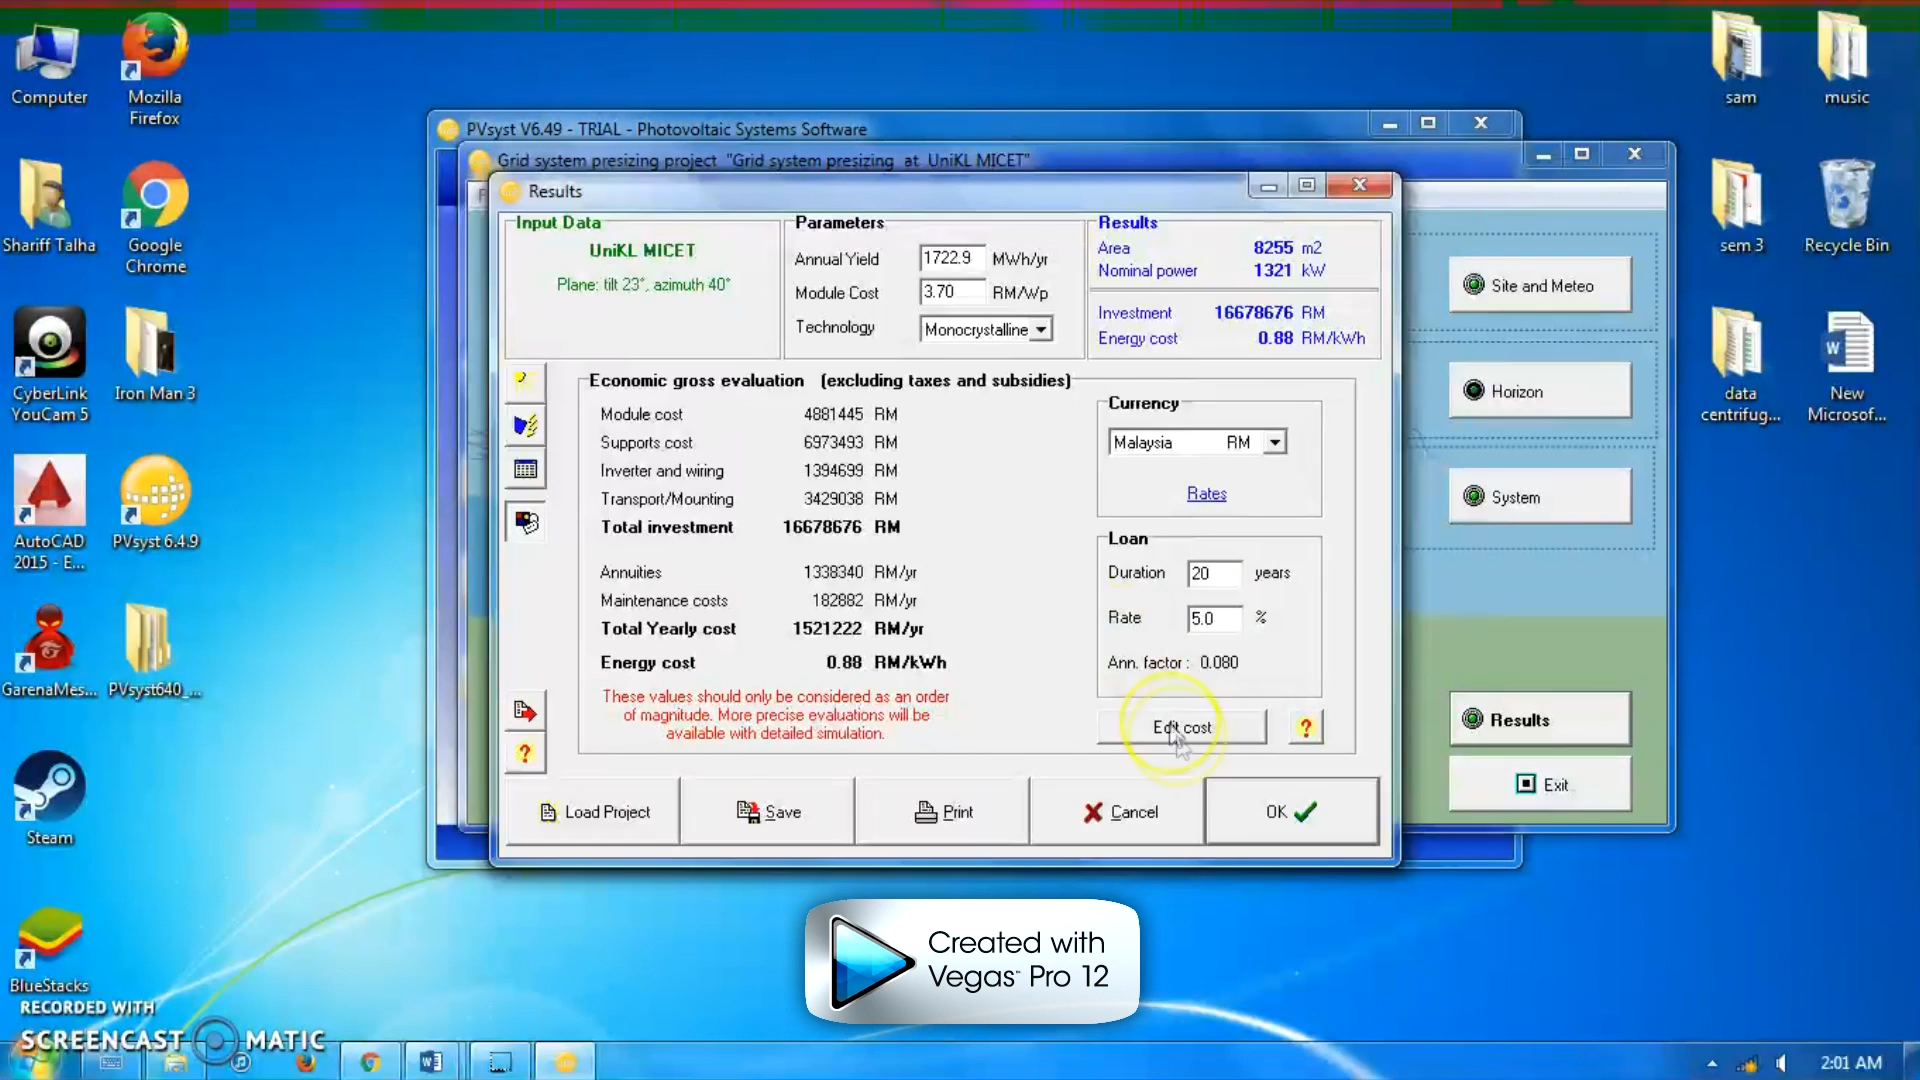 Computer
Mozilla
Firefox
Shariff Talha
Google
Chrome
CyberLink
YouCam 5
Iron Man 3
AutoCAD
2015 - E...
PVsyst 6.4.9
GarenaMes...
PVsyst640_...
Steam
BlueStacks
RECORDED WITH
SCREENCAST MATIC
sam
music
sem 3
Recycle Bin
data
centrifug...
New
Microsof...
PVsyst V6.49 - TRIAL - Photovoltaic Systems Software
Grid system presizing project "Grid system presizing at UniKL MICET"
Results
Input Data
UniKL MICET
Plane: tilt 23°, azimuth 40°
Parameters
Annual Yield 1722.9 MWh/yr
Module Cost 3.70 RM/Wp
Technology Monocrystalline
Results
Area 8255 m2
Nominal power 1321 kW
Investment 16678676 RM
Energy cost 0.88 RM/kWh
Economic gross evaluation (excluding taxes and subsidies)
Module cost 4881445 RM
Supports cost 6973493 RM
Inverter and wiring 1394699 RM
Transport/Mounting 3429038 RM
Total investment 16678676 RM
Annuities 1338340 RM/yr
Maintenance costs 182882 RM/yr
Total Yearly cost 1521222 RM/yr
Energy cost 0.88 RM/kWh
These values should only be considered as an order
of magnitude. More precise evaluations will be
available with detailed simulation.
Currency
Malaysia RM
Rates
Loan
Duration 20 years
Rate 5.0 %
Ann. factor : 0.080
Edit cost ?
?
Load Project Save Print Cancel OK
Site and Meteo
Horizon
System
Results
Exit
Created with
Vegas™ Pro 12
2:01 AM